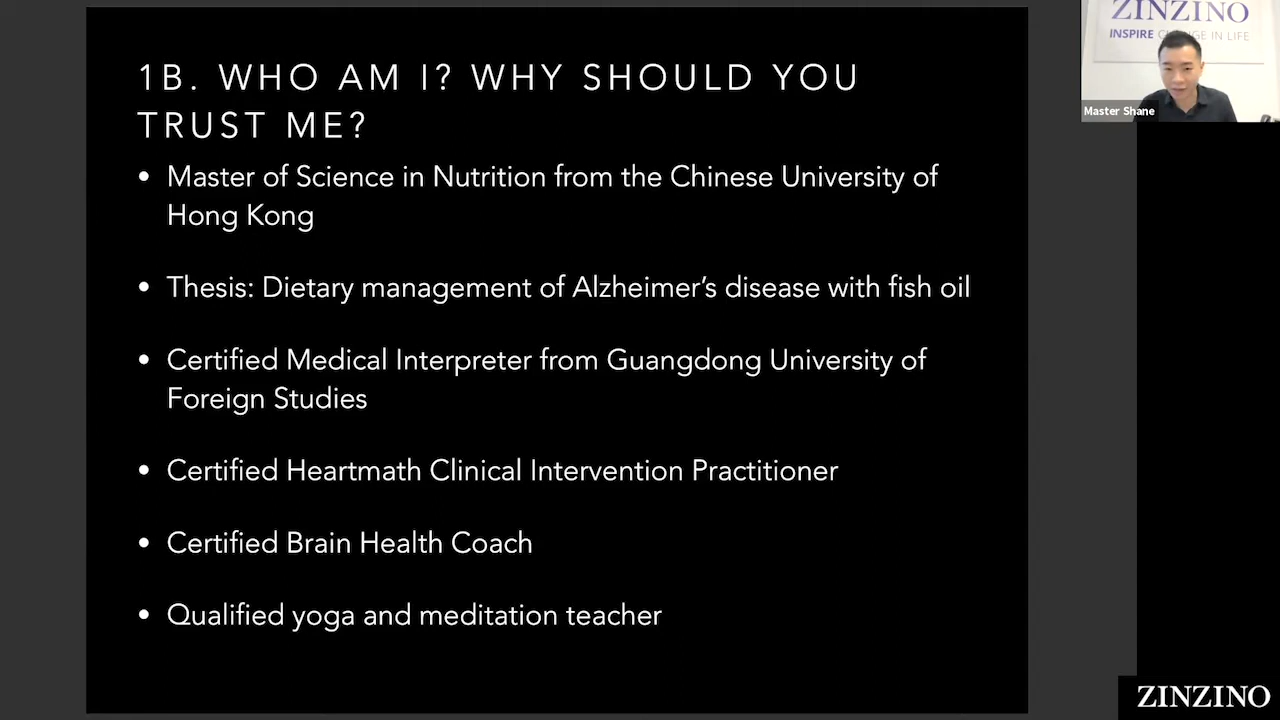 1B. WHO AM I? WHY SHOULD YOU
TRUST ME?
• Master of Science in Nutrition from the Chinese University of
Hong Kong
• Thesis: Dietary management of Alzheimer’s disease with fish oil
• Certified Medical Interpreter from Guangdong University of
Foreign Studies
• Certified Heartmath Clinical Intervention Practitioner
• Certified Brain Health Coach
• Qualified yoga and meditation teacher
ZINZINO
INSPIRE CHANGE IN LIFE
Master Shane
ZINZINO